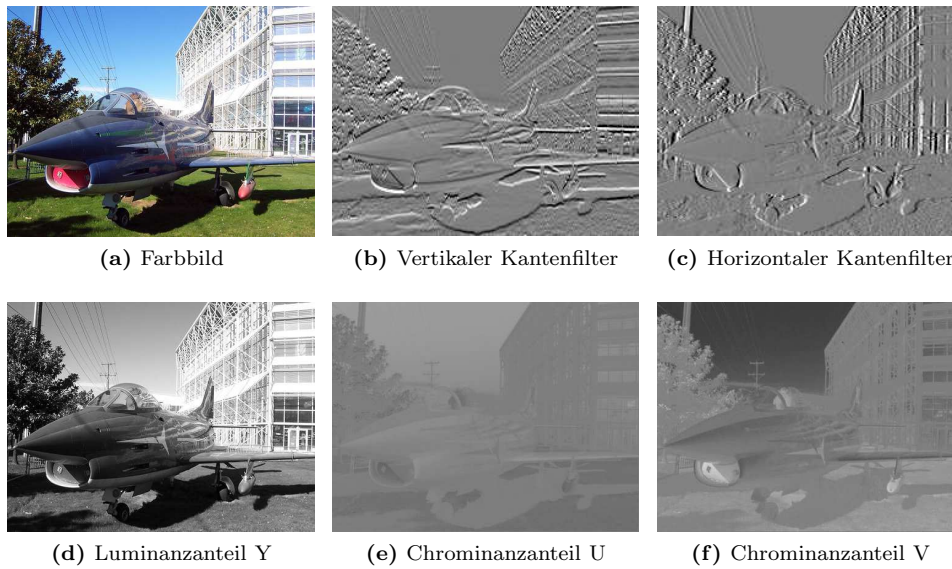 (a) Farbbild
(b) Vertikaler Kantenfilter
(c) Horizontaler Kantenfilter
(d) Luminanzanteil Y
(e) Chrominanzanteil U
(f) Chrominanzanteil V